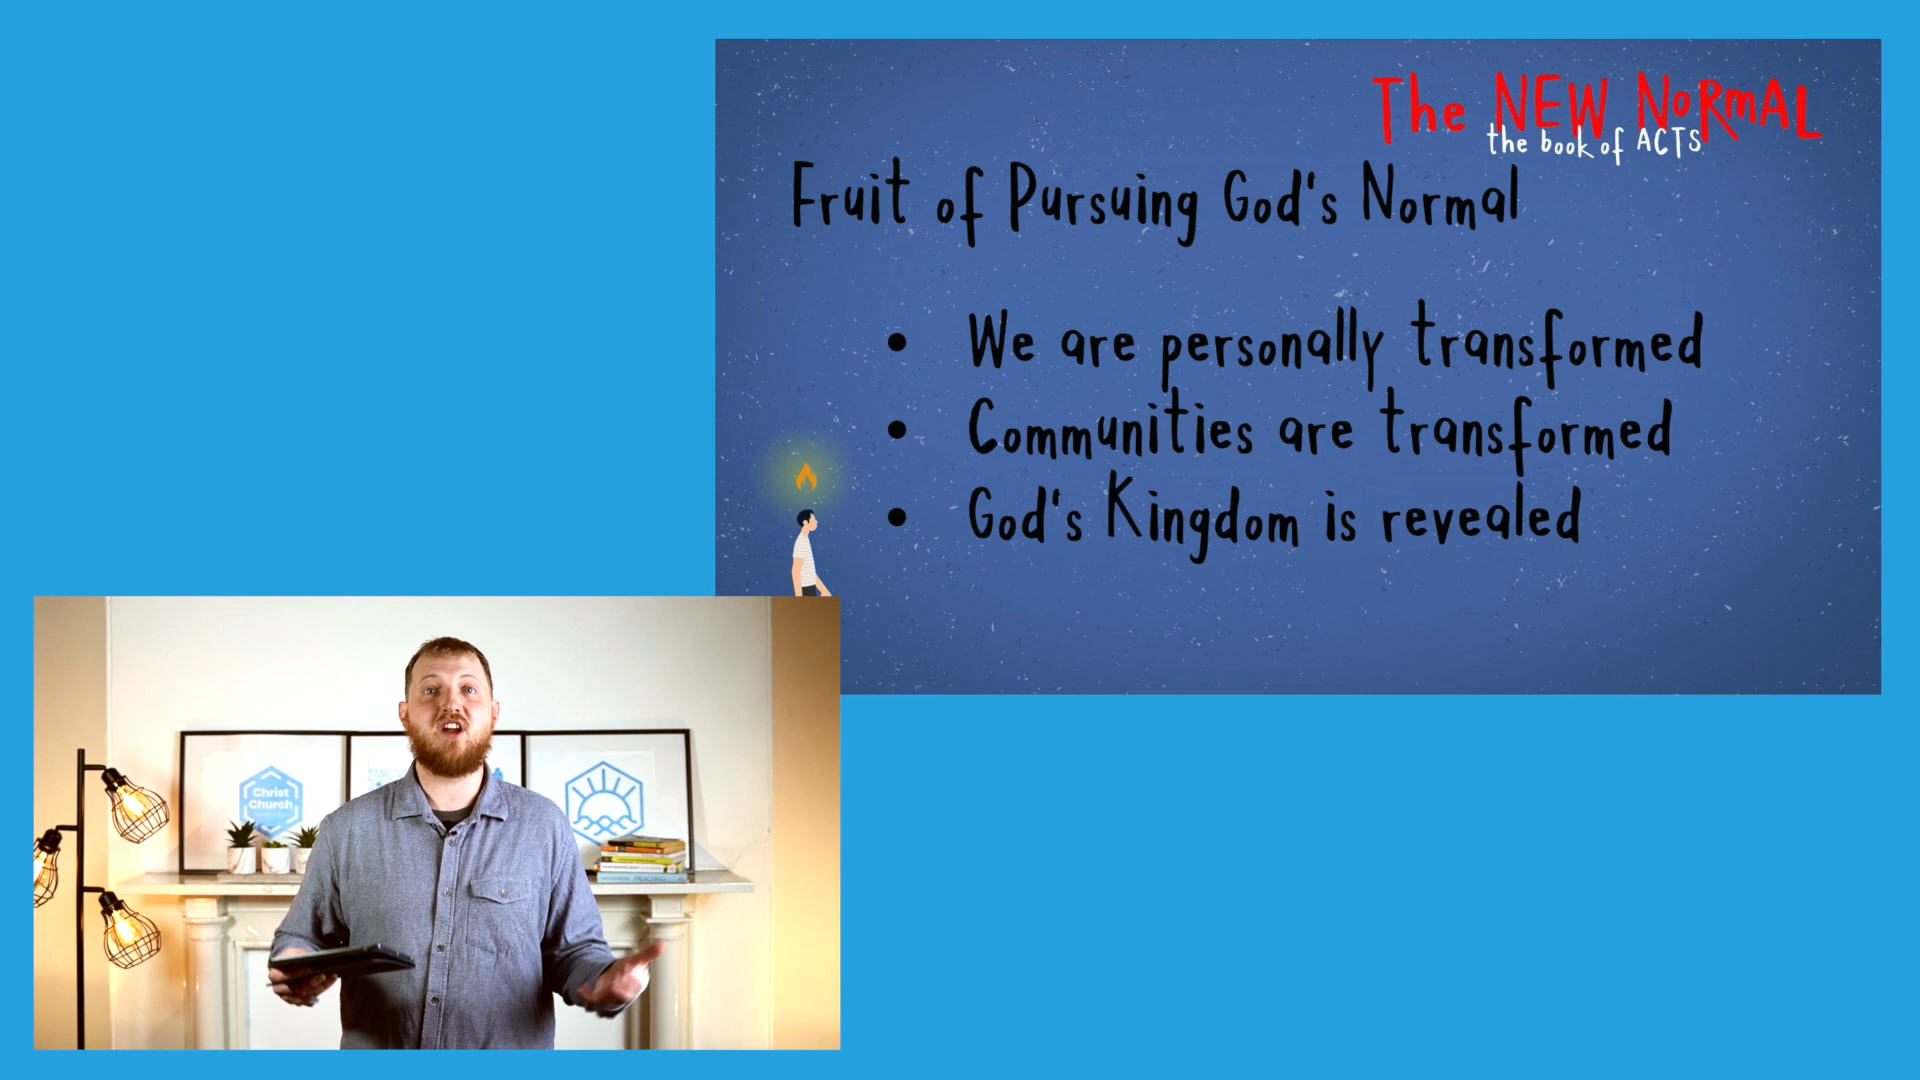 The NEW NoRmAL
the book of ACTS
Fruit of Pursuing God's Normal
• We are personally transformed
• Communities are transformed
• God's Kingdom is revealed
Christ
Church
PREACHING